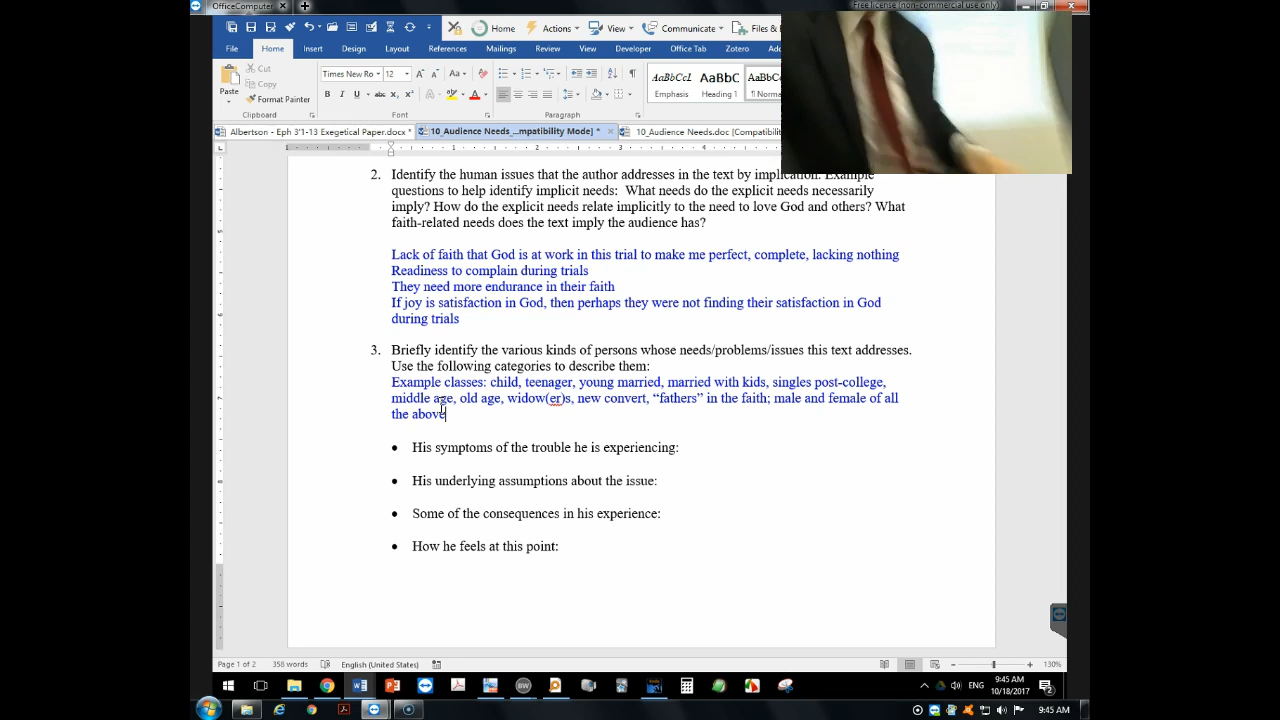 OfficeComputer
Free license (non-commercial use only)
Home Actions View Communicate Files &
File Home Insert Design Layout References Mailings Review View Developer Office Tab Zotero
Paste
Cut
Copy
Format Painter
Clipboard
Times New Ro 12
Font
Paragraph
AaBbCcL AaBbC AaBbCc
Emphasis Heading 1 ¶ Normal
Albertson - Eph 3'1-13 Exegetical Paper.docx *
10_Audience Needs_...mpatibility Mode] *
10_Audience Needs.doc [Compatibili
2. Identify the human issues that the author addresses in the text by implication. Example
questions to help identify implicit needs: What needs do the explicit needs necessarily
imply? How do the explicit needs relate implicitly to the need to love God and others? What
faith-related needs does the text imply the audience has?
Lack of faith that God is at work in this trial to make me perfect, complete, lacking nothing
Readiness to complain during trials
They need more endurance in their faith
If joy is satisfaction in God, then perhaps they were not finding their satisfaction in God
during trials
3. Briefly identify the various kinds of persons whose needs/problems/issues this text addresses.
Use the following categories to describe them:
Example classes: child, teenager, young married, married with kids, singles post-college,
middle age, old age, widow(er)s, new convert, “fathers” in the faith; male and female of all
the above
• His symptoms of the trouble he is experiencing:
• His underlying assumptions about the issue:
• Some of the consequences in his experience:
• How he feels at this point:
Page 1 of 2 358 words English (United States) 130%
ENG 9:45 AM
10/18/2017
9:45 AM